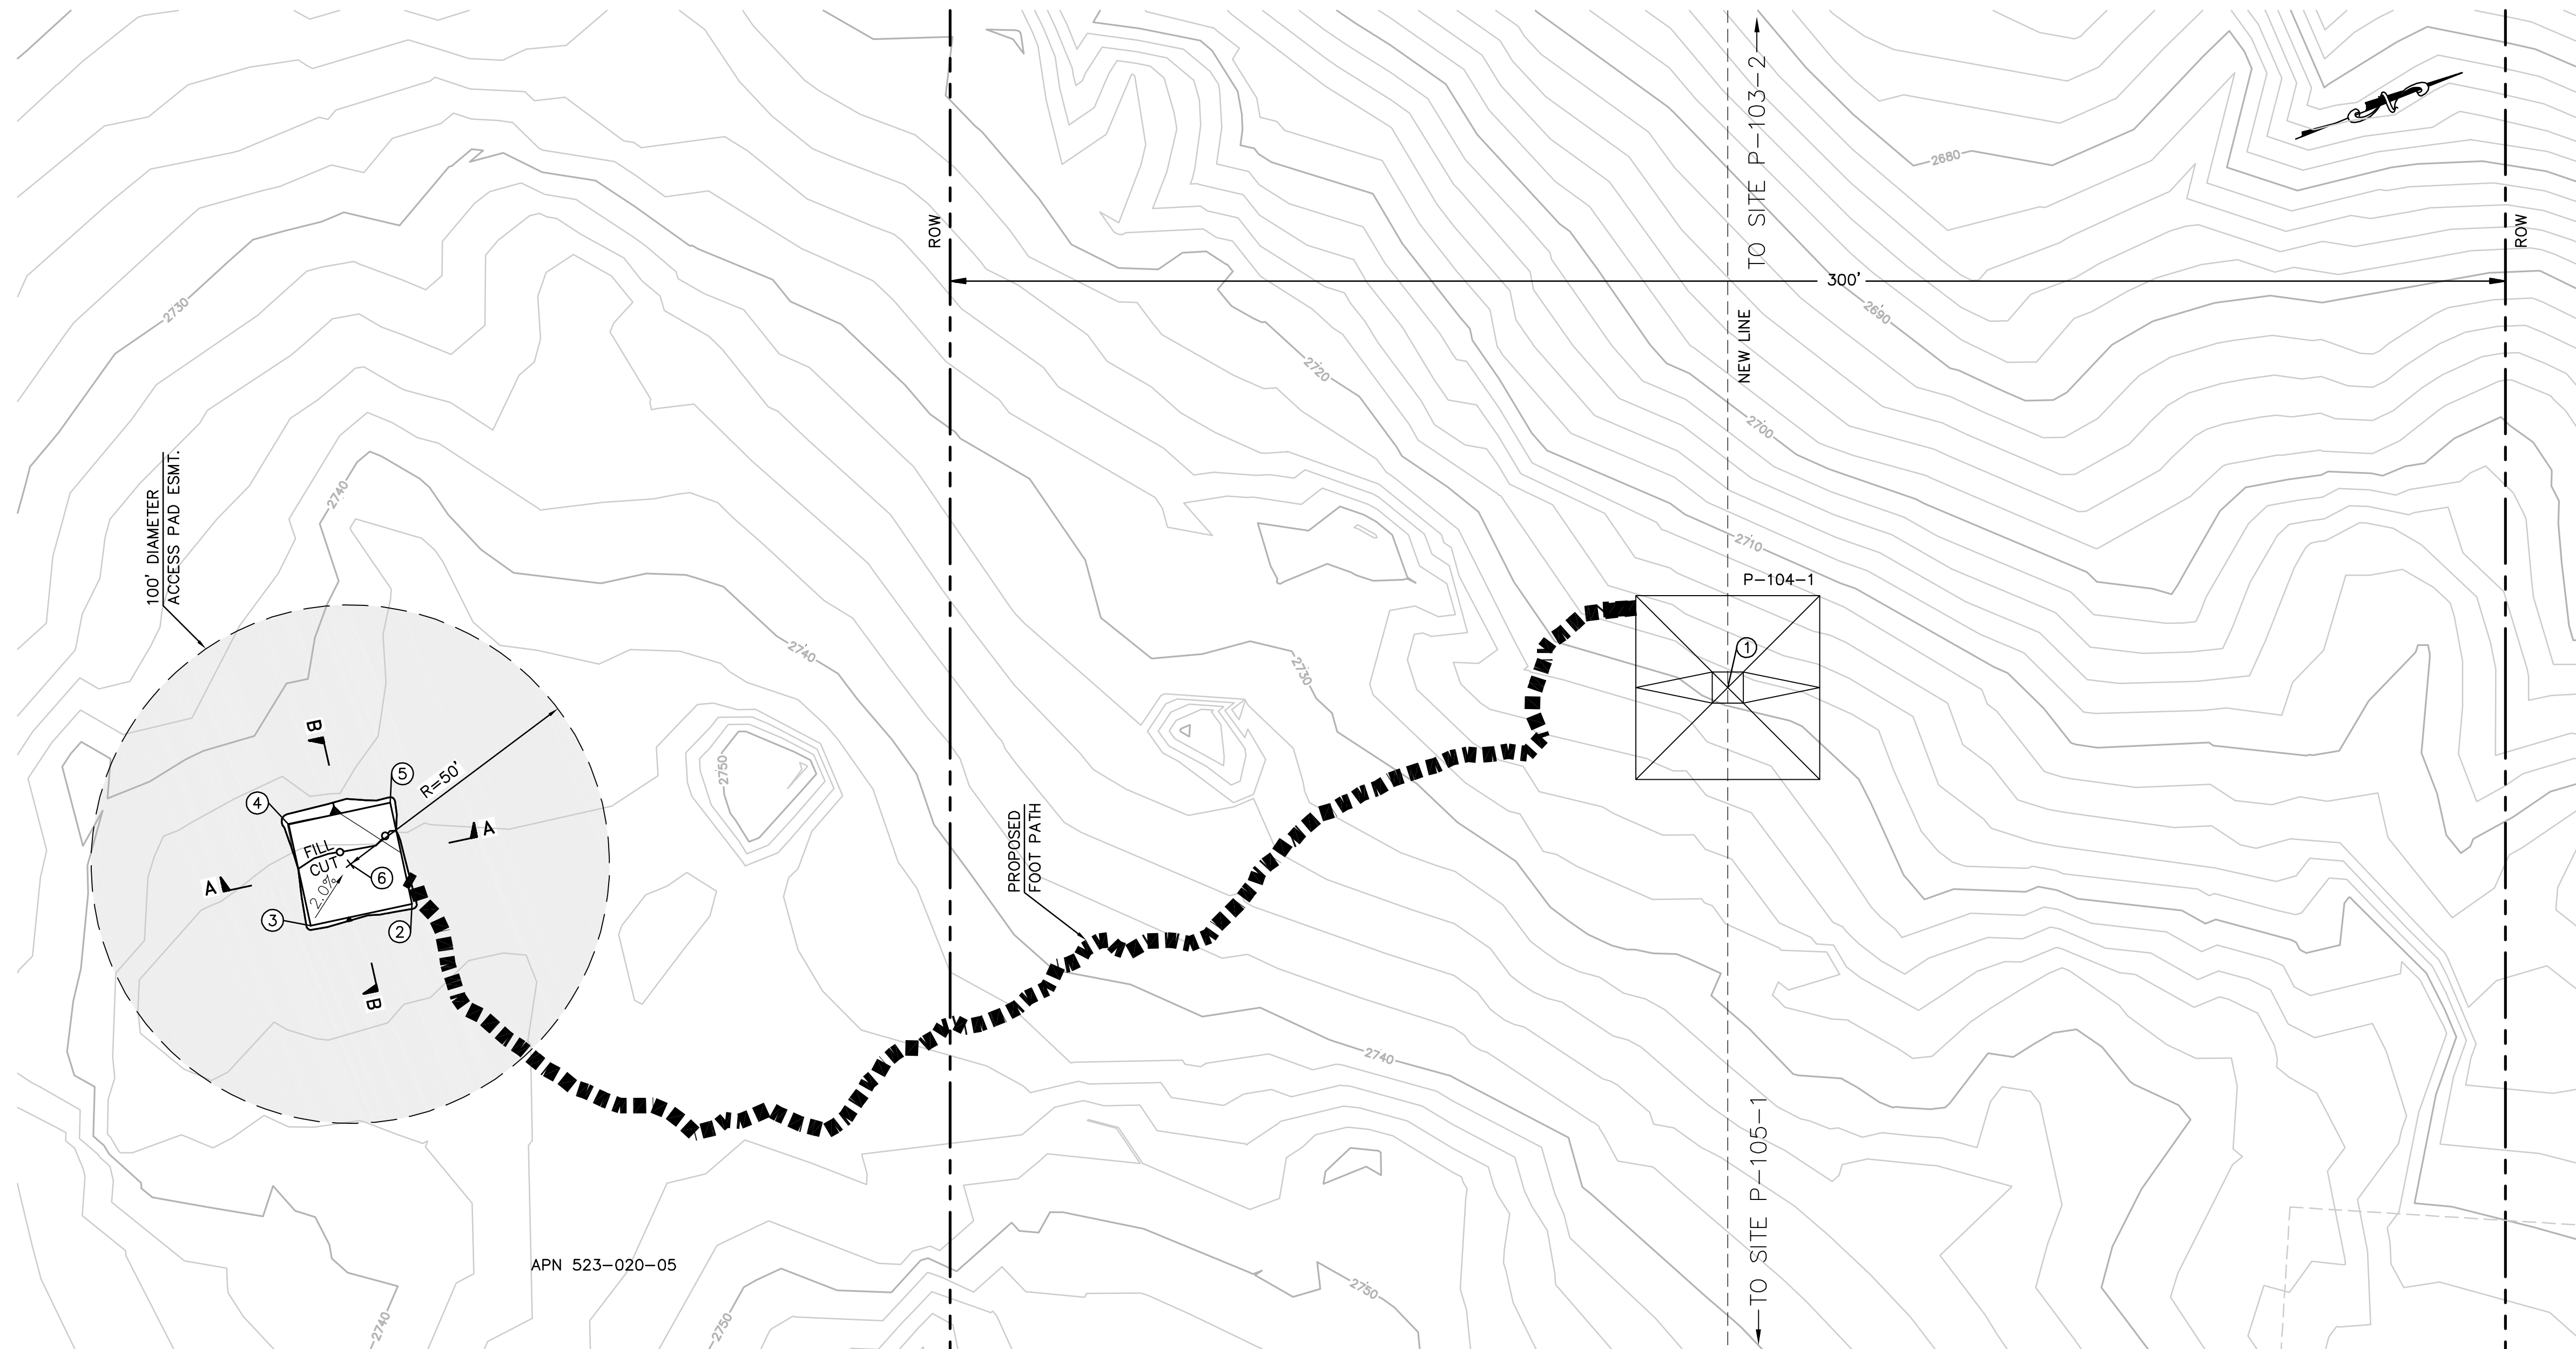 TO SITE P-103-2
2680
ROW
ROW
300'
2730
2690
NEW LINE
2720
2700
2740
100' DIAMETER
ACCESS PAD ESMT.
2710
P-104-1
2740
1
2730
B
R=50'
5
4
2750
A
FILL
CUT
2.0%
6
A
3
2
B
PROPOSED
FOOT PATH
2740
TO SITE P-105-1
APN 523-020-05
2750
2740
2750